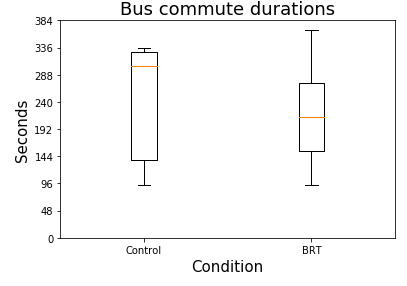 Bus commute durations
384
336
288
240
192
144
96
48
0
Seconds
Control
BRT
Condition